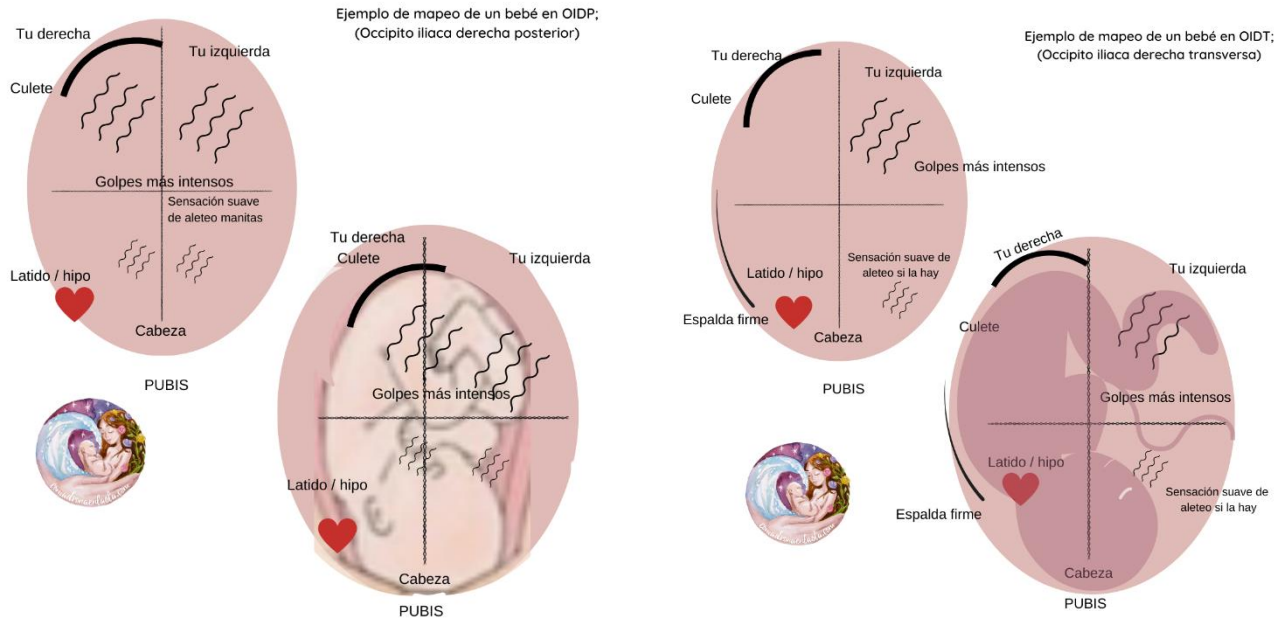 Ejemplo de mapeo de un bebé en OIDP;
(Occipito iliaca derecha posterior)
Tu derecha
Tu izquierda
Culete
Golpes más intensos
Sensación suave
de aleteo manitas
Latido / hipo
Cabeza
PUBIS
Tu derecha
Culete
Tu izquierda
Golpes más intensos
Latido / hipo
Cabeza
PUBIS
Ejemplo de mapeo de un bebé en OIDT;
(Occipito iliaca derecha transversa)
Tu derecha
Tu izquierda
Culete
Golpes más intensos
Latido / hipo
Sensación suave de
aleteo si la hay
Espalda firme
Cabeza
PUBIS
Tu derecha
Tu izquierda
Culete
Golpes más intensos
Latido / hipo
Sensación suave de
aleteo si la hay
Espalda firme
Cabeza
PUBIS